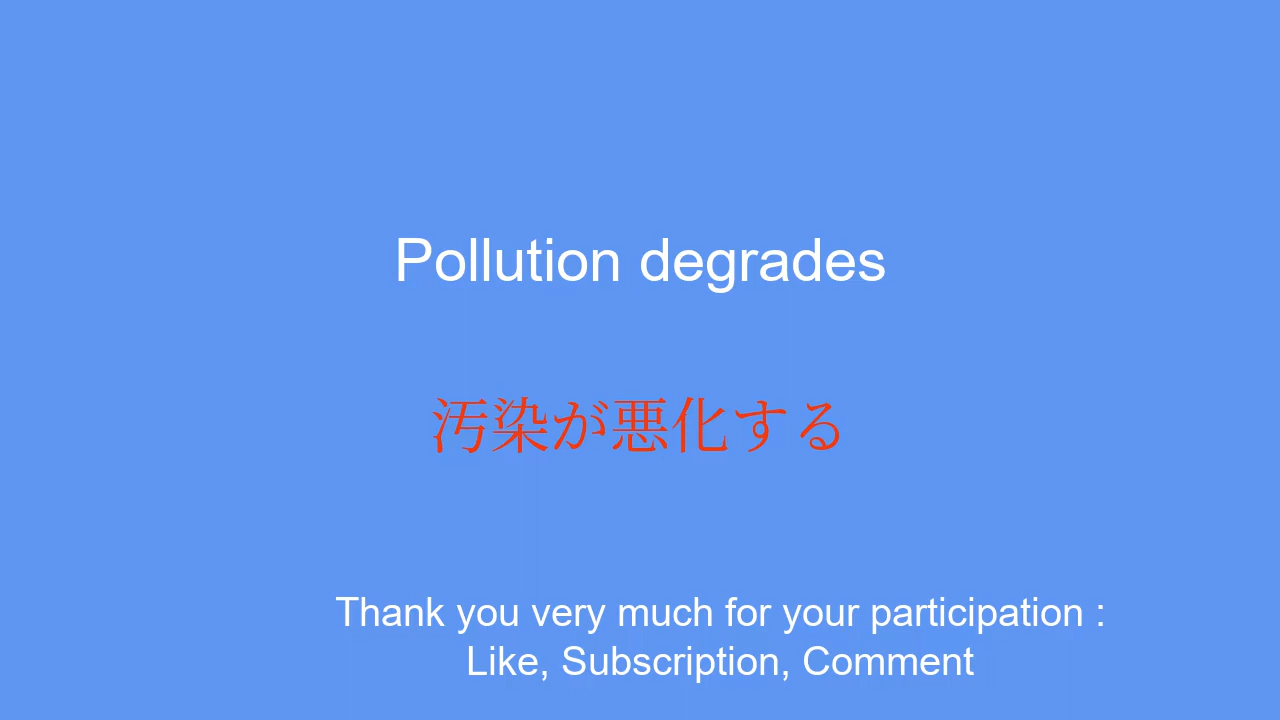 Pollution degrades
汚染が悪化する
Thank you very much for your participation :
Like, Subscription, Comment